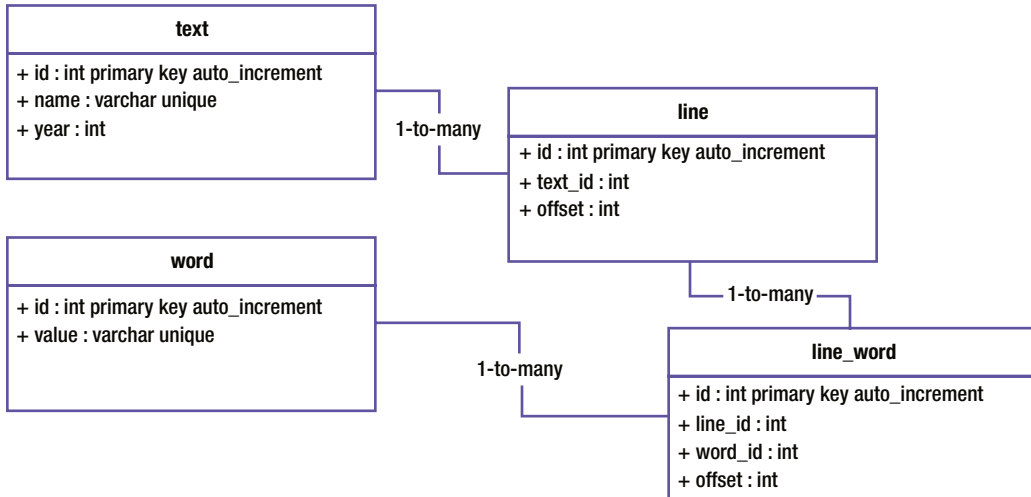 text
+ id : int primary key auto_increment
+ name : varchar unique
+ year : int
1-to-many
line
+ id : int primary key auto_increment
+ text_id : int
+ offset : int
word
+ id : int primary key auto_increment
+ value : varchar unique
1-to-many
1-to-many
line_word
+ id : int primary key auto_increment
+ line_id : int
+ word_id : int
+ offset : int